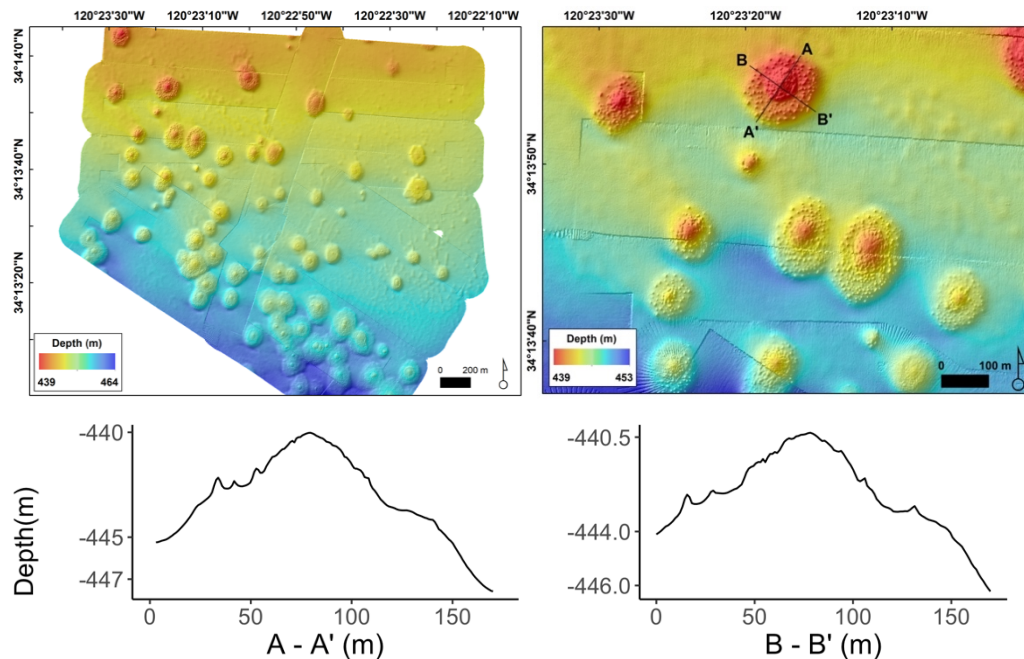 120°23'30"W 120°23'10"W 120°22'50"W 120°22'30"W 120°22'10"W
34°14'0"N
34°13'40"N
34°13'20"N
Depth (m)
439 464
0 200 m
120°23'30"W 120°23'20"W 120°23'10"W
34°13'50"N
34°13'40"N
B A
A' B'
Depth (m)
439 453
0 100 m
Depth(m)
-440
-445
-447
0 50 100 150
A - A' (m)
-440.5
-444.0
-446.0
0 50 100 150
B - B' (m)